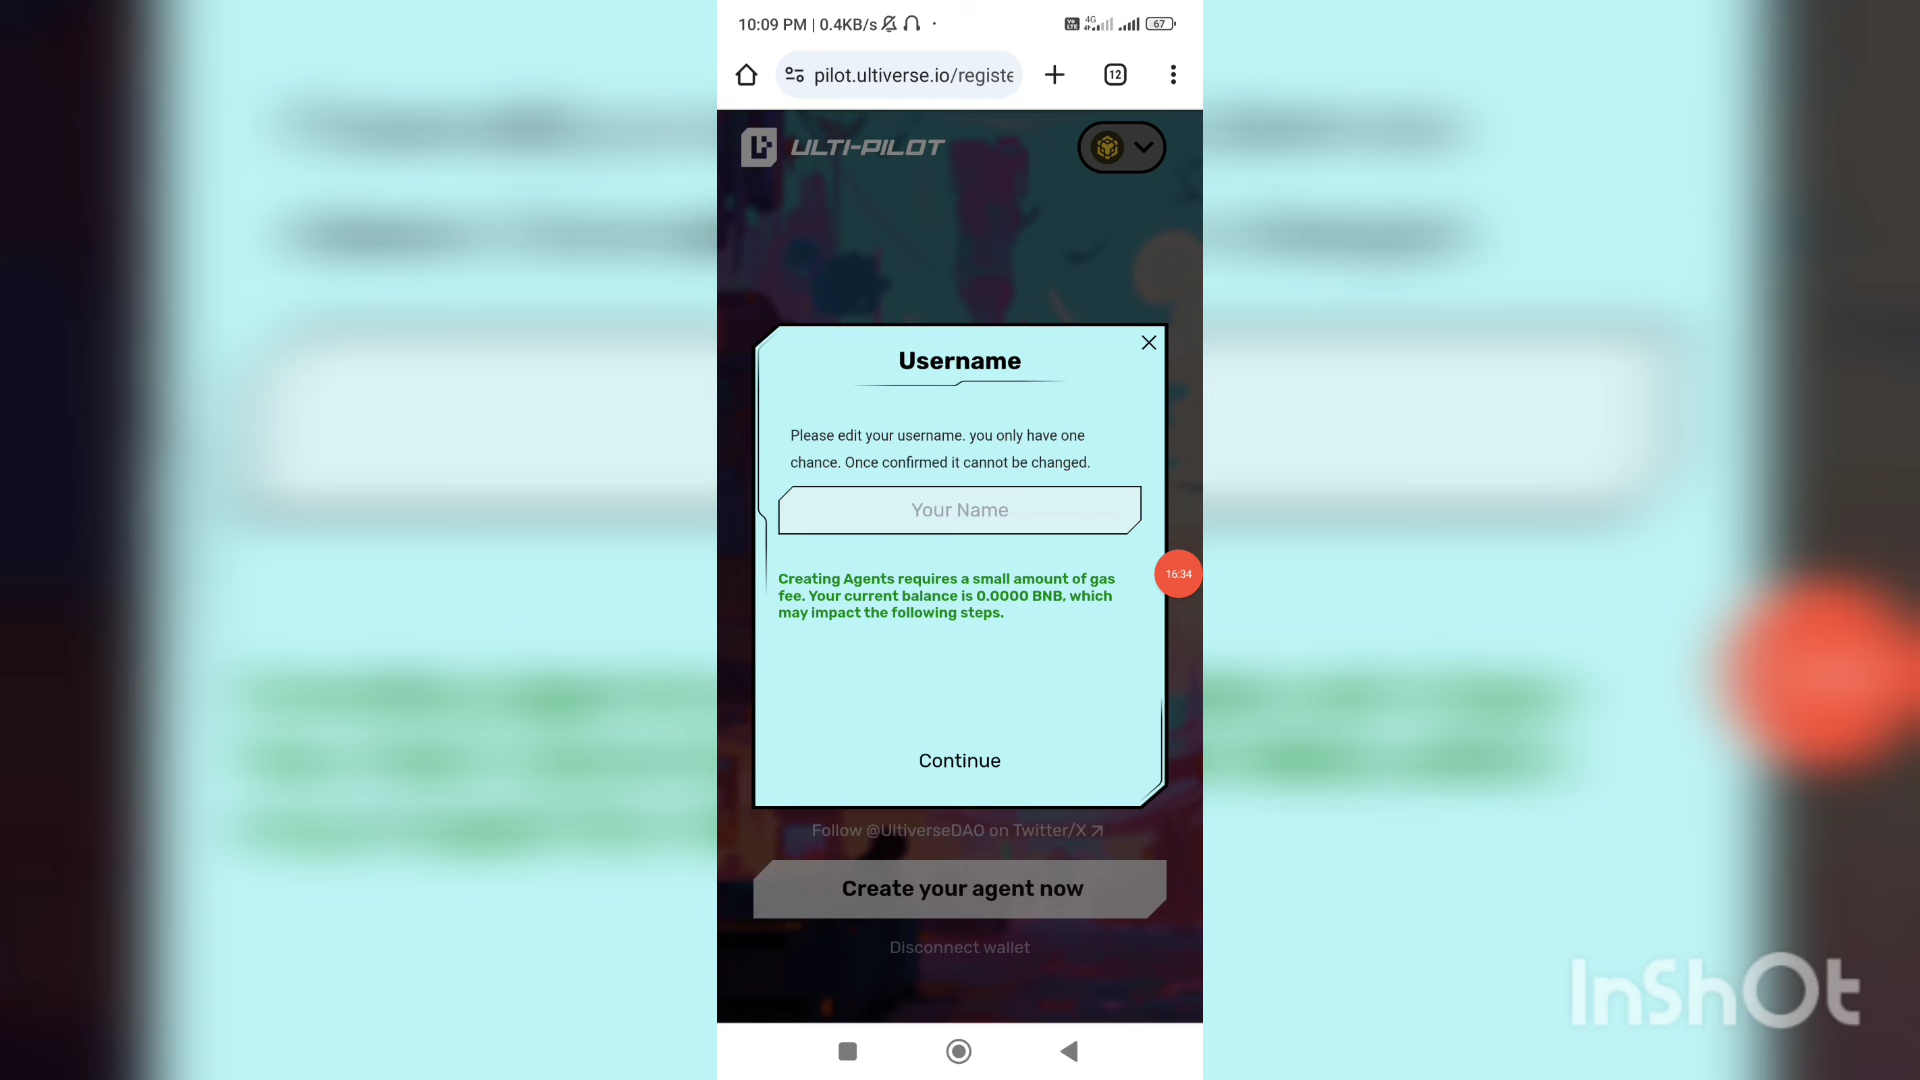 10:09 PM | 0.4KB/s
4G
67
pilot.ultiverse.io/registe
12
ULTI-PILOT
Username
Please edit your username. you only have one
chance. Once confirmed it cannot be changed.
Your Name
Creating Agents requires a small amount of gas
fee. Your current balance is 0.0000 BNB, which
may impact the following steps.
16:34
Continue
Follow @UltiverseDAO on Twitter/X
Create your agent now
Disconnect wallet
InShOt